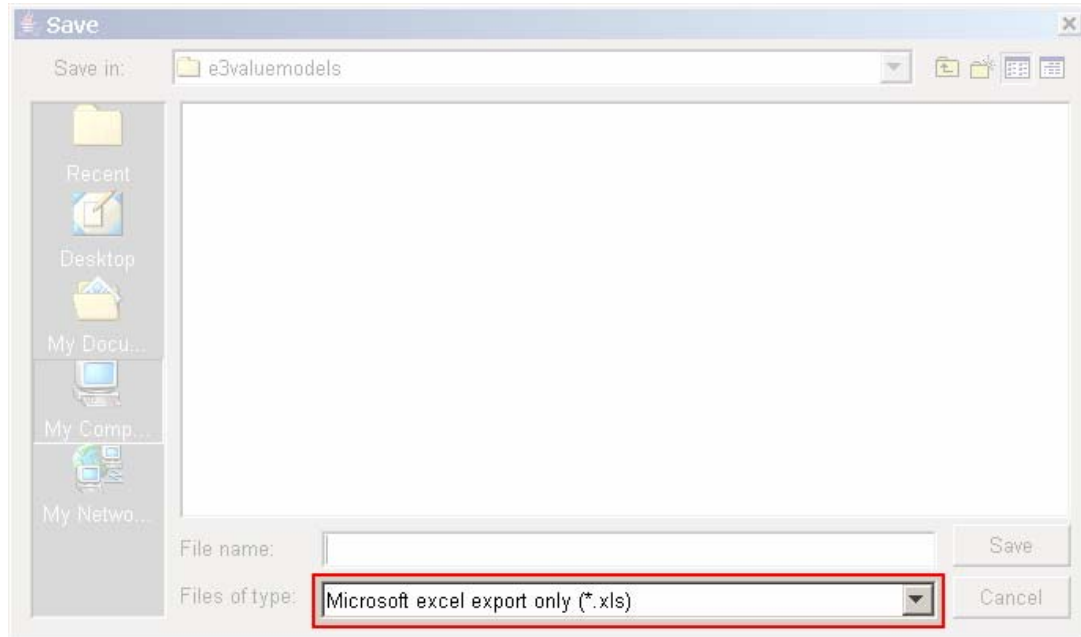 Save
Save in: e3valuemodels
Recent
Desktop
My Docu...
My Comp...
My Netwo...
File name: Save
Files of type: Microsoft excel export only (*.xls) Cancel